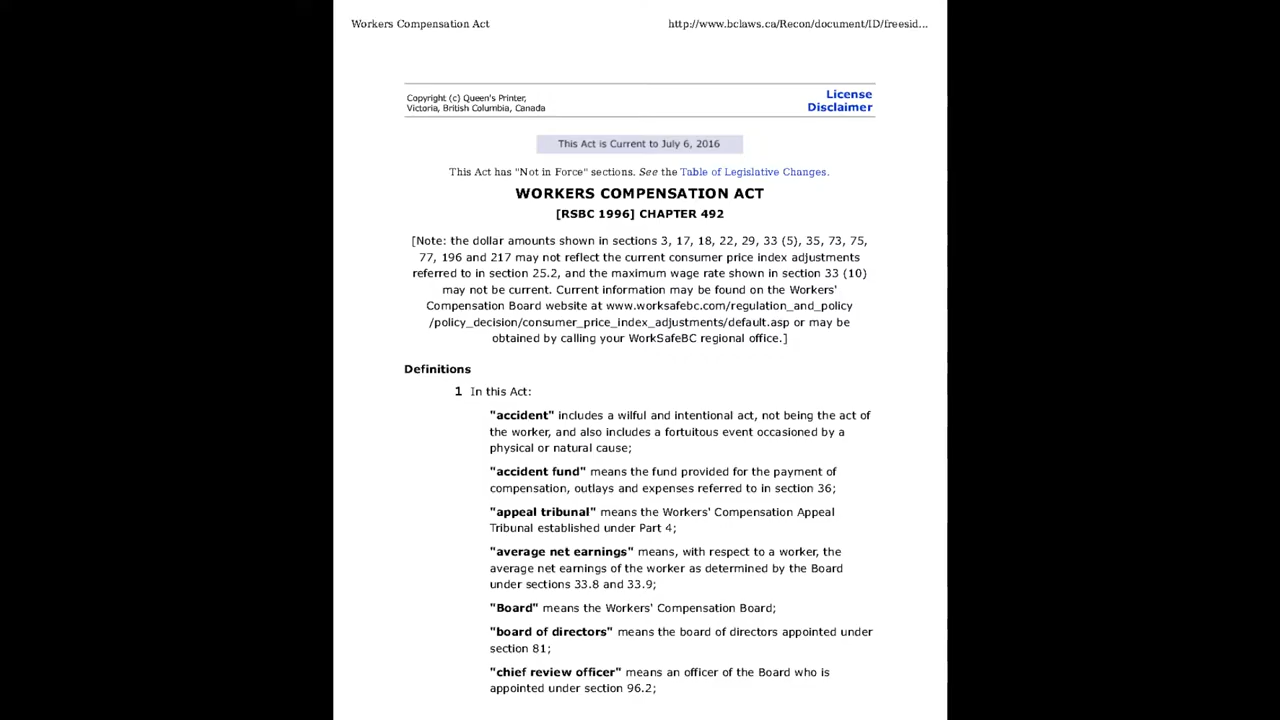 Workers Compensation Act
http://www.bclaws.ca/Recon/document/ID/freesid...
Copyright (c) Queen's Printer,
Victoria, British Columbia, Canada
License
Disclaimer
This Act is Current to July 6, 2016
This Act has "Not in Force" sections. See the Table of Legislative Changes.
WORKERS COMPENSATION ACT
[RSBC 1996] CHAPTER 492
[Note: the dollar amounts shown in sections 3, 17, 18, 22, 29, 33 (5), 35, 73, 75,
77, 196 and 217 may not reflect the current consumer price index adjustments
referred to in section 25.2, and the maximum wage rate shown in section 33 (10)
may not be current. Current information may be found on the Workers'
Compensation Board website at www.worksafebc.com/regulation_and_policy
/policy_decision/consumer_price_index_adjustments/default.asp or may be
obtained by calling your WorkSafeBC regional office.]
Definitions
1 In this Act:
"accident" includes a wilful and intentional act, not being the act of
the worker, and also includes a fortuitous event occasioned by a
physical or natural cause;
"accident fund" means the fund provided for the payment of
compensation, outlays and expenses referred to in section 36;
"appeal tribunal" means the Workers' Compensation Appeal
Tribunal established under Part 4;
"average net earnings" means, with respect to a worker, the
average net earnings of the worker as determined by the Board
under sections 33.8 and 33.9;
"Board" means the Workers' Compensation Board;
"board of directors" means the board of directors appointed under
section 81;
"chief review officer" means an officer of the Board who is
appointed under section 96.2;